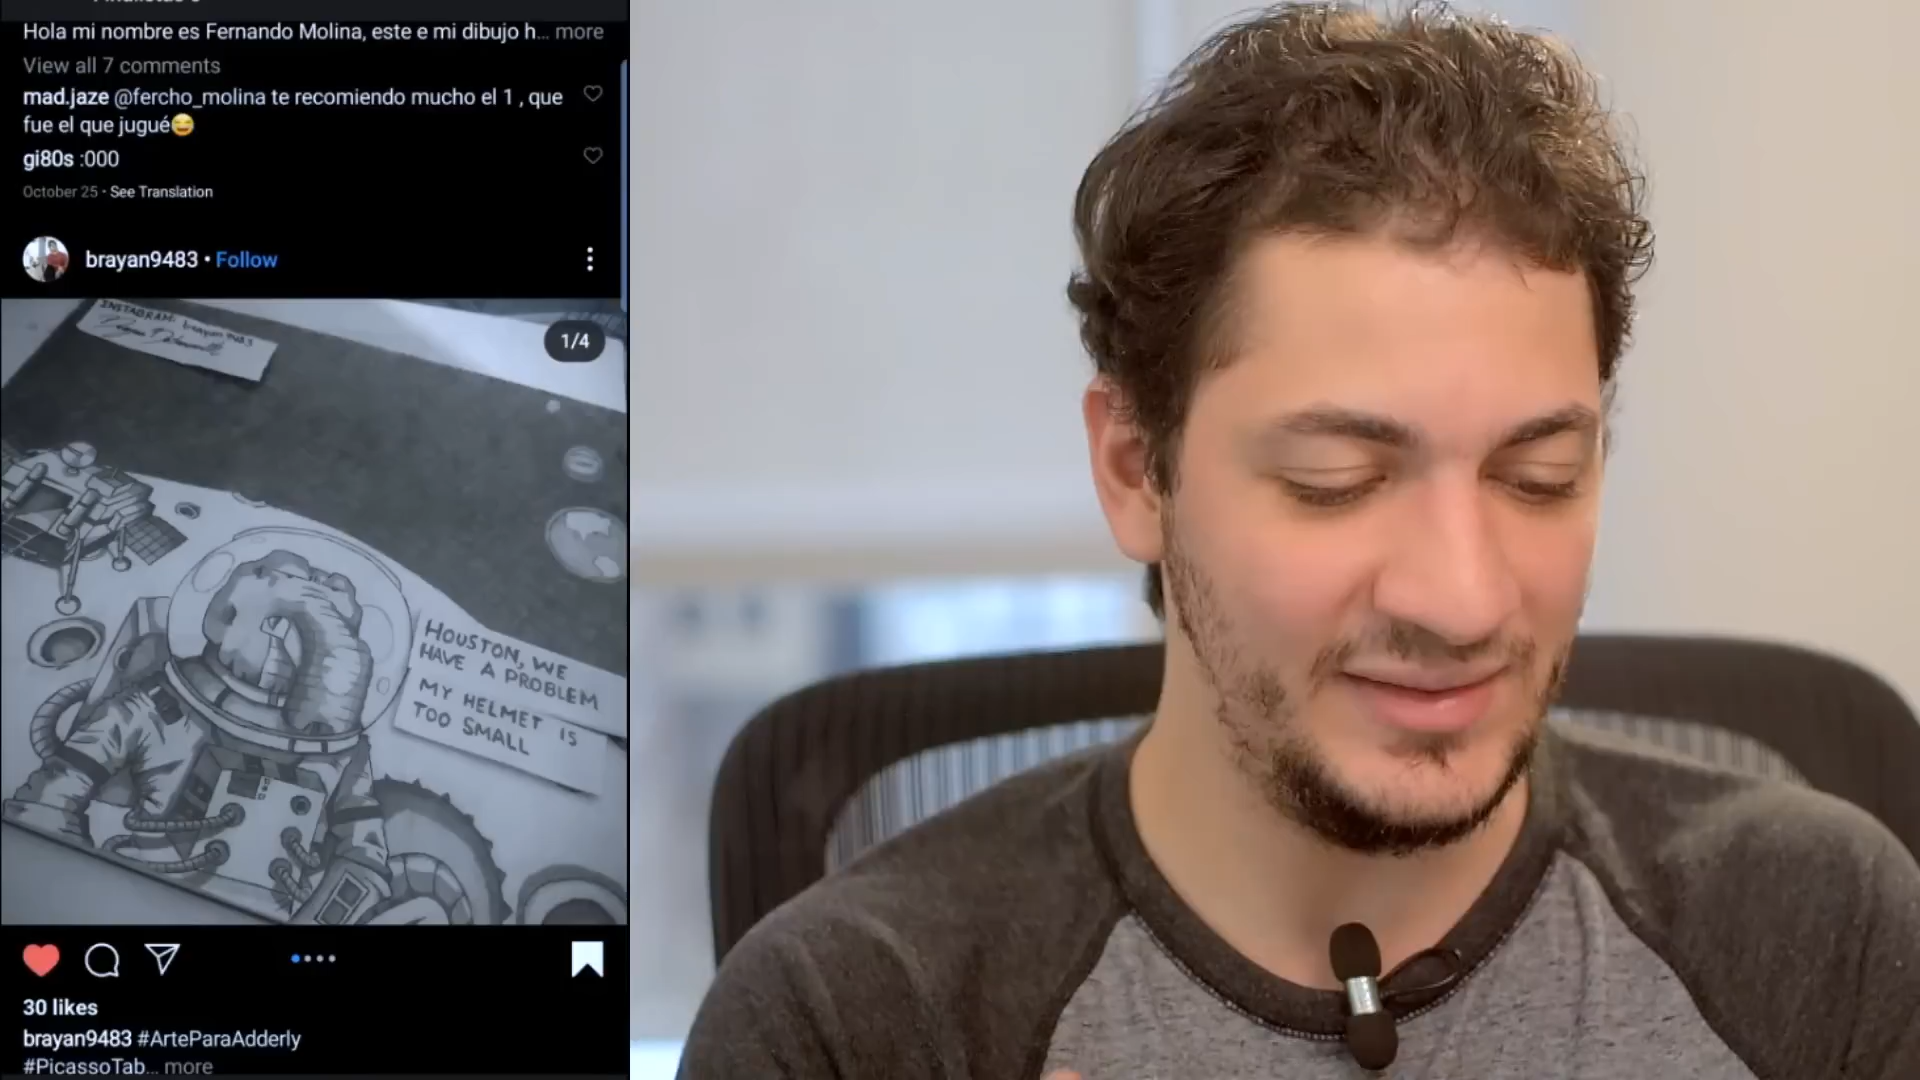 Hola mi nombre es Fernando Molina, este e mi dibujo h... more
View all 7 comments
mad.jaze @fercho_molina te recomiendo mucho el 1 , que
fue el que jugué😅
gi80s :000
October 25 · See Translation
brayan9483 • Follow
1/4
INSTAGRAM: brayan9483
HOUSTON, WE
HAVE A PROBLEM
MY HELMET IS
TOO SMALL
30 likes
brayan9483 #ArteParaAdderly
#PicassoTab... more